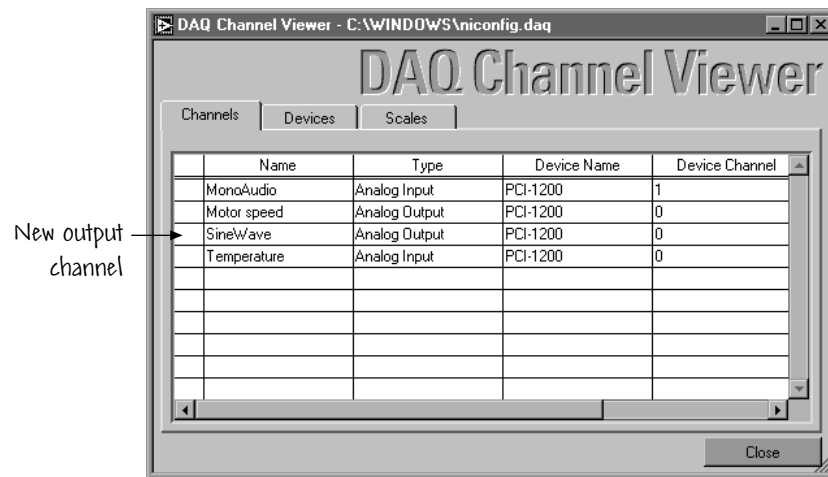 DAQ Channel Viewer - C:\WINDOWS\niconfig.daq
DAQ Channel Viewer
Channels Devices Scales
Name Type Device Name Device Channel
MonoAudio Analog Input PCI-1200 1
Motor speed Analog Output PCI-1200 0
SineWave Analog Output PCI-1200 0
Temperature Analog Input PCI-1200 0
New output
channel
Close